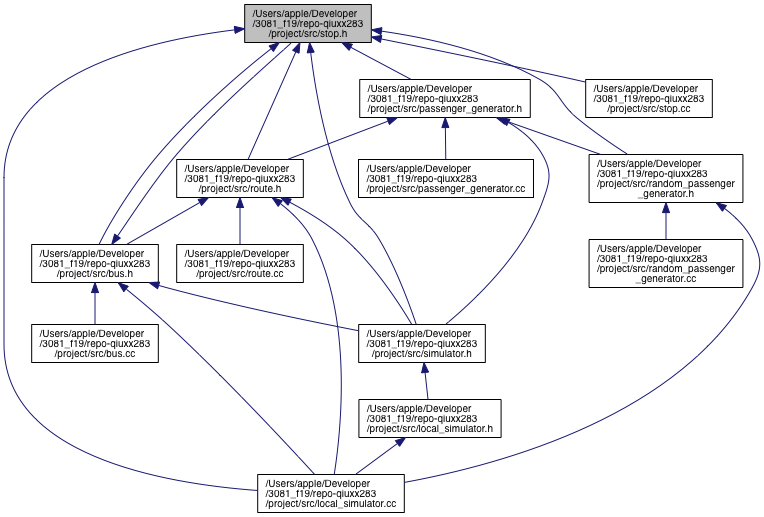 /Users/apple/Developer
/3081_f19/repo-qiuxx283
/project/src/stop.h
/Users/apple/Developer
/3081_f19/repo-qiuxx283
/project/src/passenger_generator.h
/Users/apple/Developer
/3081_f19/repo-qiuxx283
/project/src/stop.cc
/Users/apple/Developer
/3081_f19/repo-qiuxx283
/project/src/route.h
/Users/apple/Developer
/3081_f19/repo-qiuxx283
/project/src/passenger_generator.cc
/Users/apple/Developer
/3081_f19/repo-qiuxx283
/project/src/random_passenger
_generator.h
/Users/apple/Developer
/3081_f19/repo-qiuxx283
/project/src/bus.h
/Users/apple/Developer
/3081_f19/repo-qiuxx283
/project/src/route.cc
/Users/apple/Developer
/3081_f19/repo-qiuxx283
/project/src/random_passenger
_generator.cc
/Users/apple/Developer
/3081_f19/repo-qiuxx283
/project/src/bus.cc
/Users/apple/Developer
/3081_f19/repo-qiuxx283
/project/src/simulator.h
/Users/apple/Developer
/3081_f19/repo-qiuxx283
/project/src/local_simulator.h
/Users/apple/Developer
/3081_f19/repo-qiuxx283
/project/src/local_simulator.cc